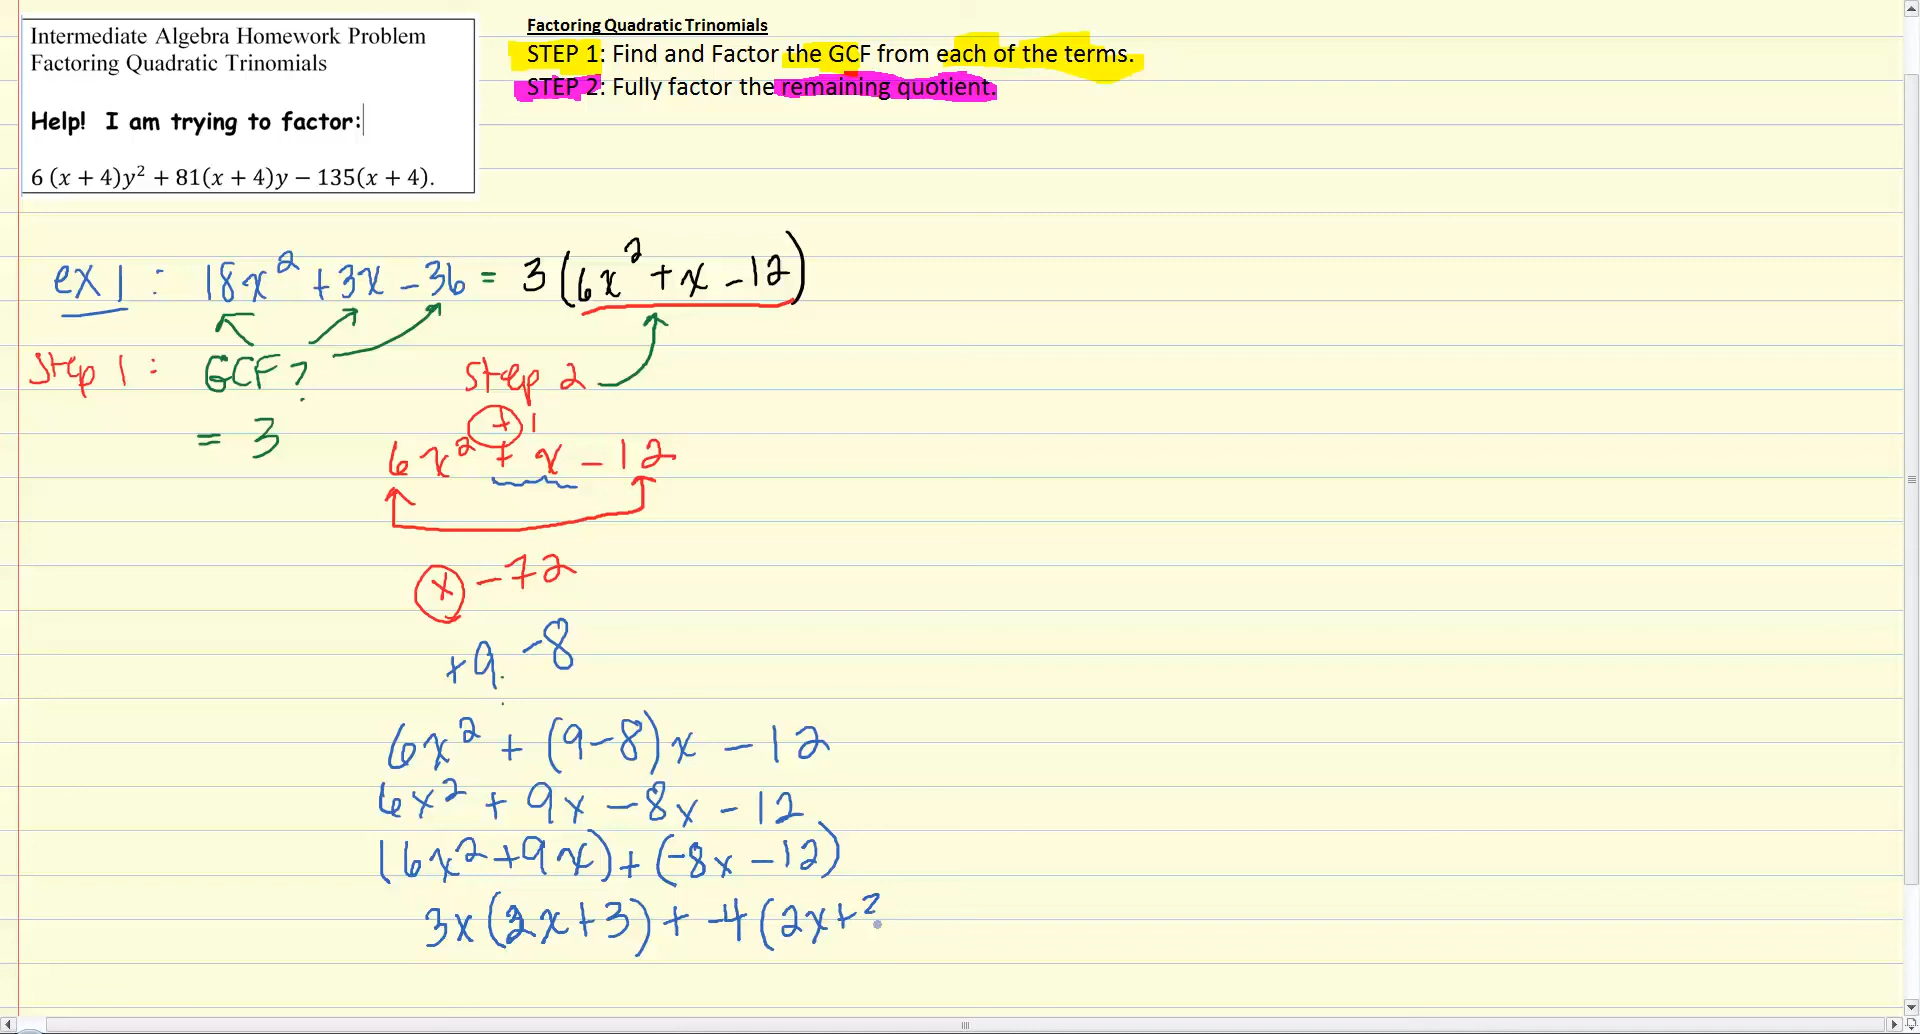 Intermediate Algebra Homework Problem
Factoring Quadratic Trinomials
Help! I am trying to factor:
6 (x + 4)y² + 81(x + 4)y − 135(x + 4).
Factoring Quadratic Trinomials
STEP 1: Find and Factor the GCF from each of the terms.
STEP 2: Fully factor the remaining quotient.
ex 1 : 18x² + 3x − 36 = 3 (6x² + x − 12)
Step 1 : GCF?
= 3
Step 2
+ 1
6x² + x − 12
x −72
+9 −8
6x² + (9−8)x − 12
6x² + 9x − 8x − 12
(6x² + 9x) + (−8x − 12)
3x (2x + 3) + −4 (2x +